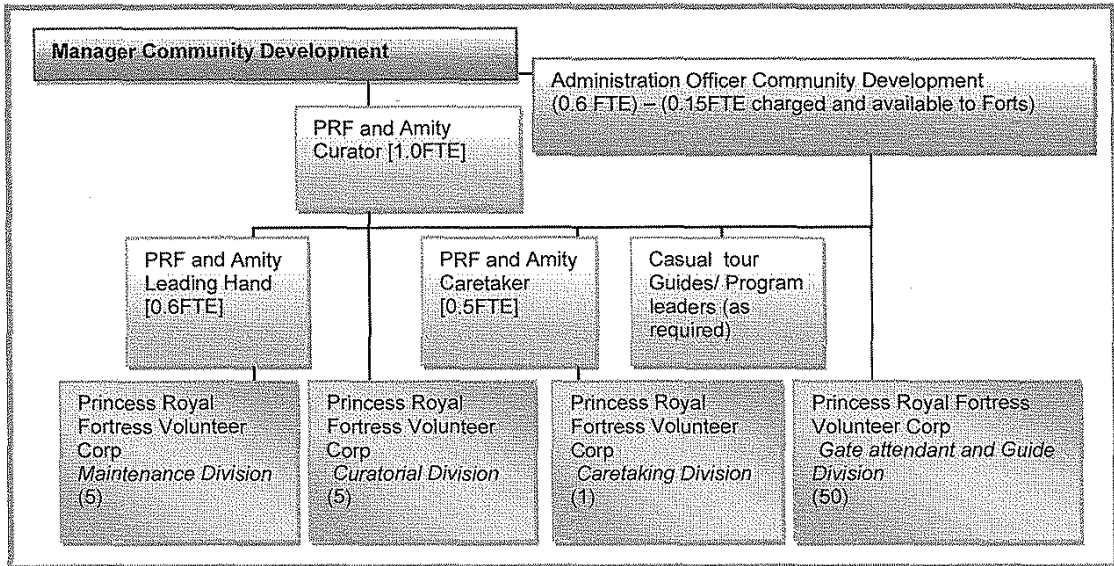 Manager Community Development
Administration Officer Community Development
(0.6 FTE) – (0.15FTE charged and available to Forts)
PRF and Amity
Curator [1.0FTE]
PRF and Amity
Leading Hand
[0.6FTE]
PRF and Amity
Caretaker
[0.5FTE]
Casual tour
Guides/ Program
leaders (as
required)
Princess Royal
Fortress Volunteer
Corp
Maintenance Division
(5)
Princess Royal
Fortress Volunteer
Corp
Curatorial Division
(5)
Princess Royal
Fortress Volunteer
Corp
Caretaking Division
(1)
Princess Royal Fortress
Volunteer Corp
Gate attendant and Guide
Division
(50)